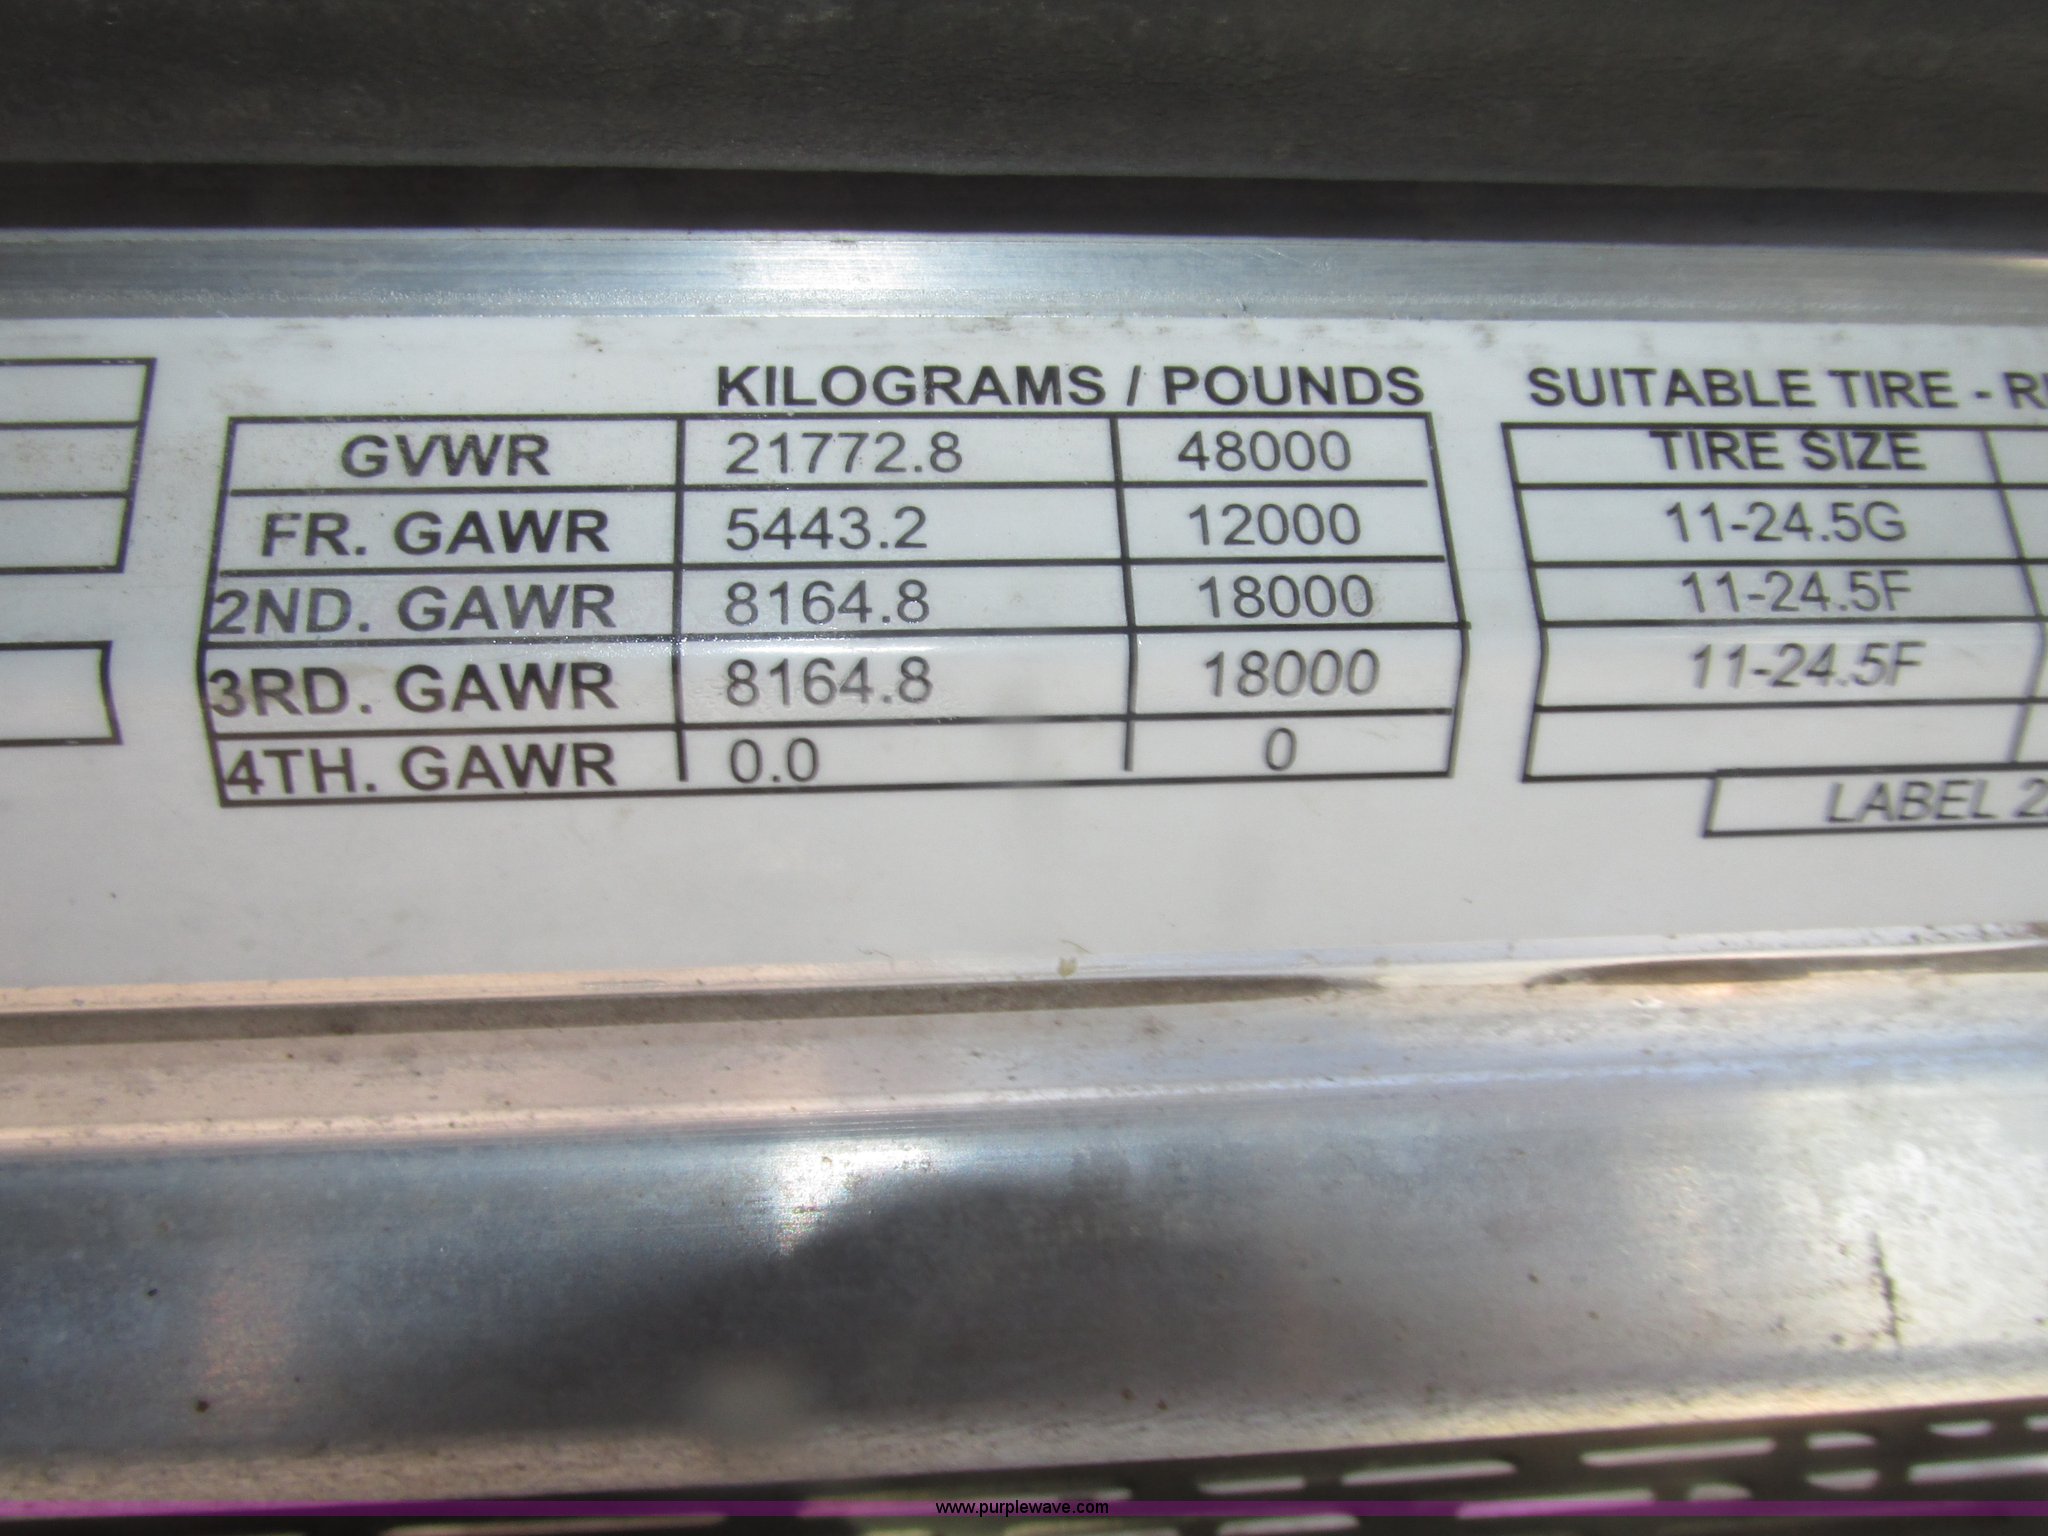 KILOGRAMS / POUNDS
GVWR 21772.8 48000
FR. GAWR 5443.2 12000
2ND. GAWR 8164.8 18000
3RD. GAWR 8164.8 18000
4TH. GAWR 0.0 0
SUITABLE TIRE -
TIRE SIZE
11-24.5G
11-24.5F
11-24.5F
LABEL
www.purplewave.com